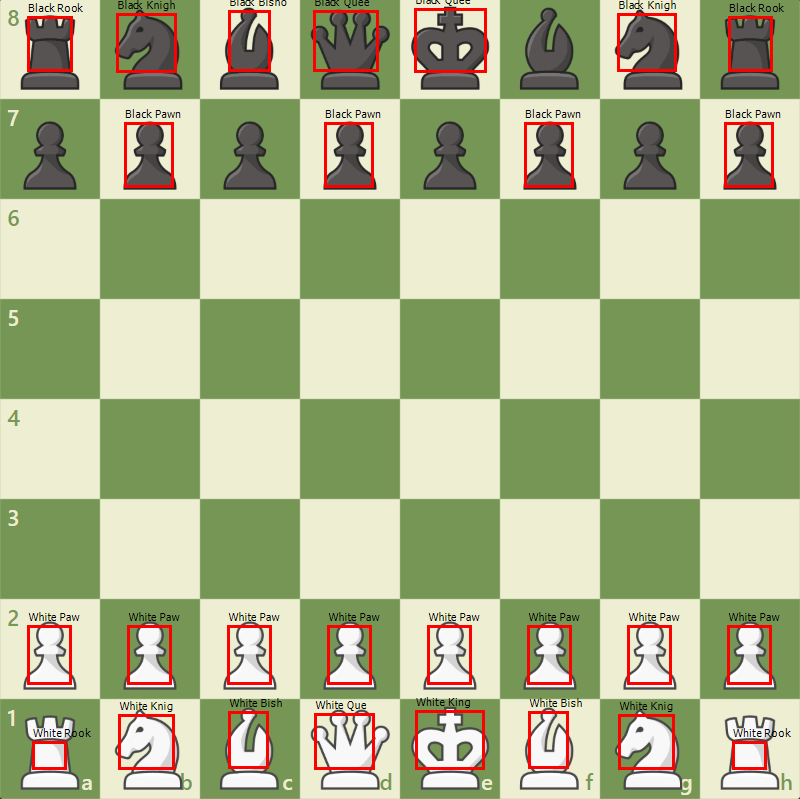 Black Rook
Black Knigh
Black Bisho
Black Quee
Black Quee
Black Knigh
Black Rook
8
7
Black Pawn
Black Pawn
Black Pawn
Black Pawn
6
5
4
3
2
White Paw
White Paw
White Paw
White Paw
White Paw
White Paw
White Paw
White Paw
1
White Rook
White Knig
White Bish
White Que
White King
White Bish
White Knig
White Rook
a
b
c
d
e
f
g
h